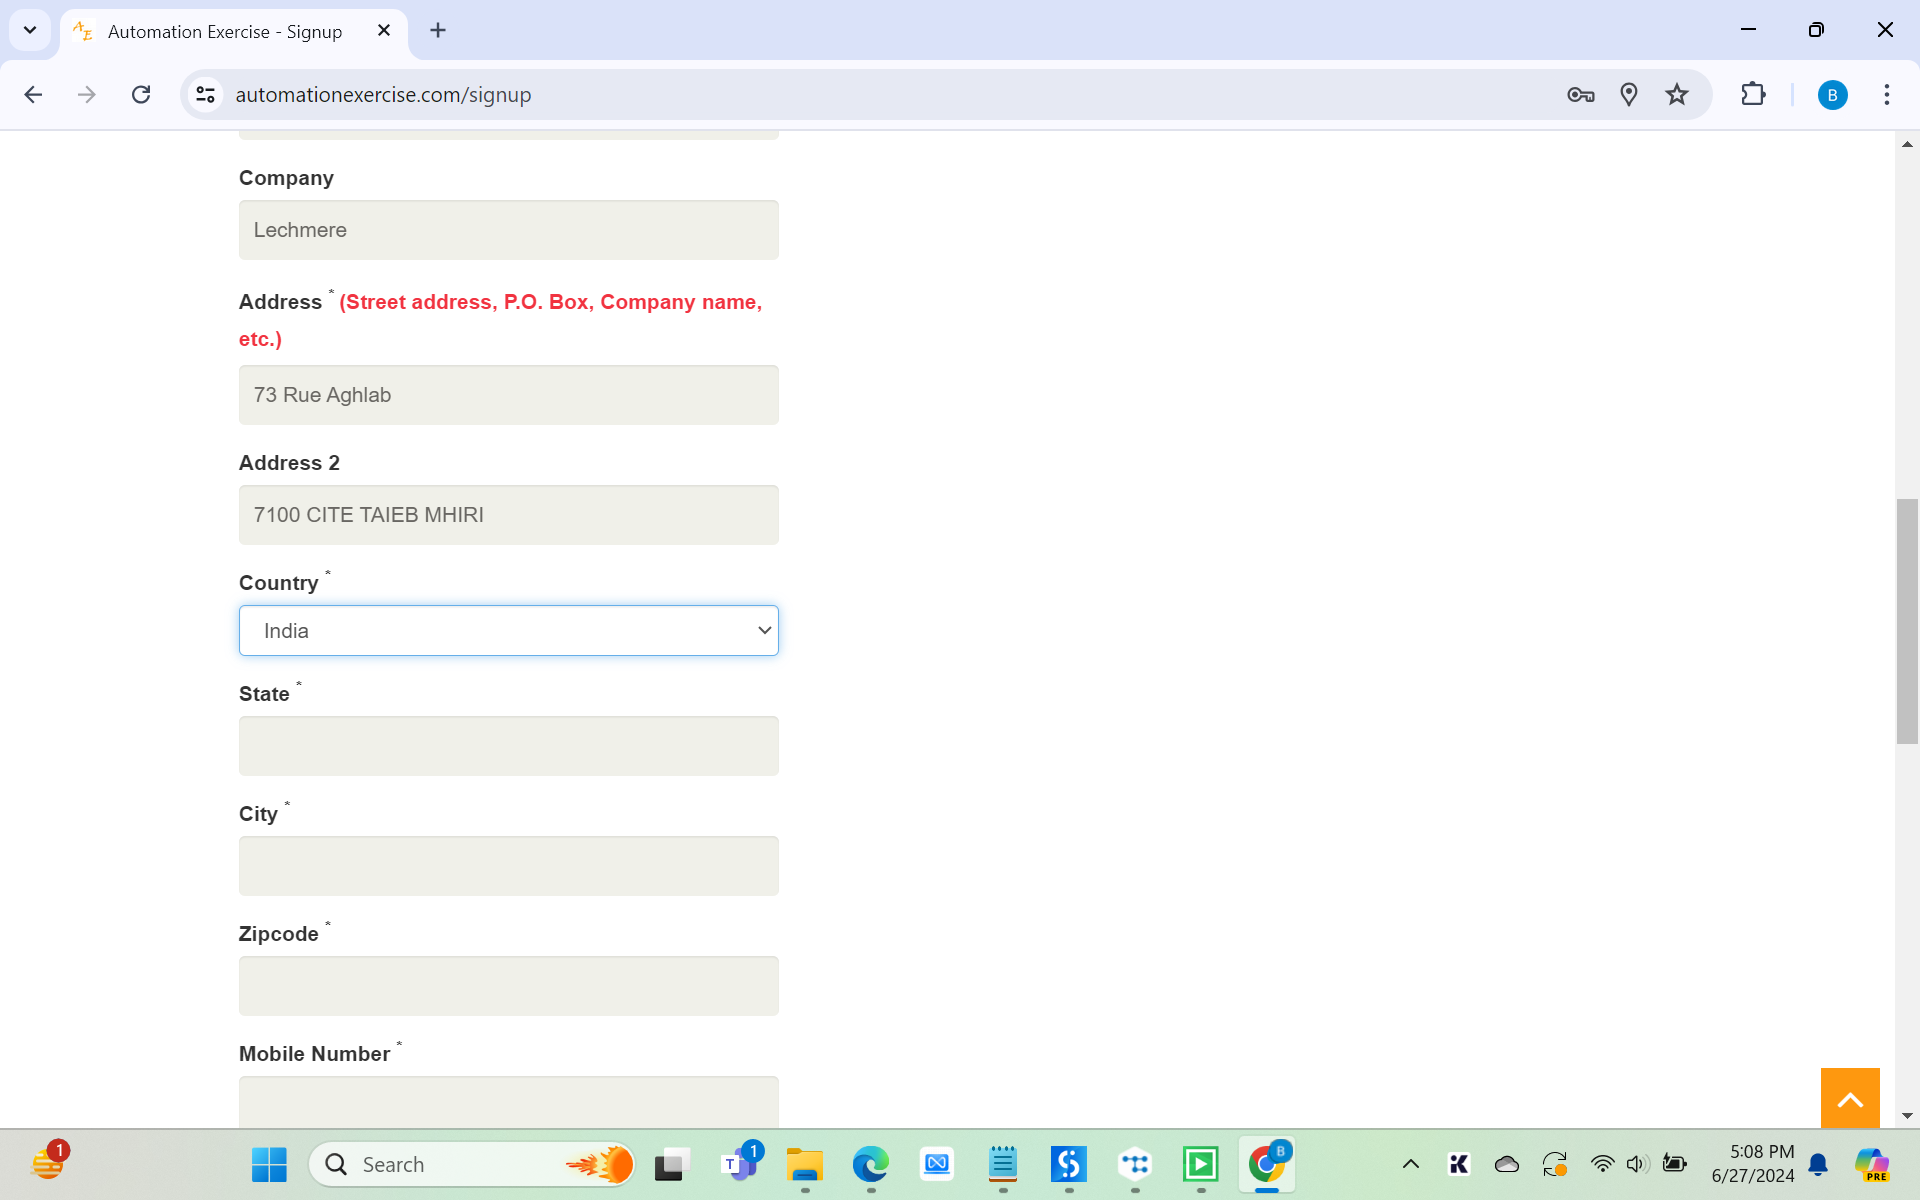 Automation Exercise - Signup
automationexercise.com/signup
B
Company
Lechmere
Address * (Street address, P.O. Box, Company name,
etc.)
73 Rue Aghlab
Address 2
7100 CITE TAIEB MHIRI
Country *
India
State *
City *
Zipcode *
Mobile Number *
1
Search
T
1
B
K
5:08 PM
6/27/2024
PRE